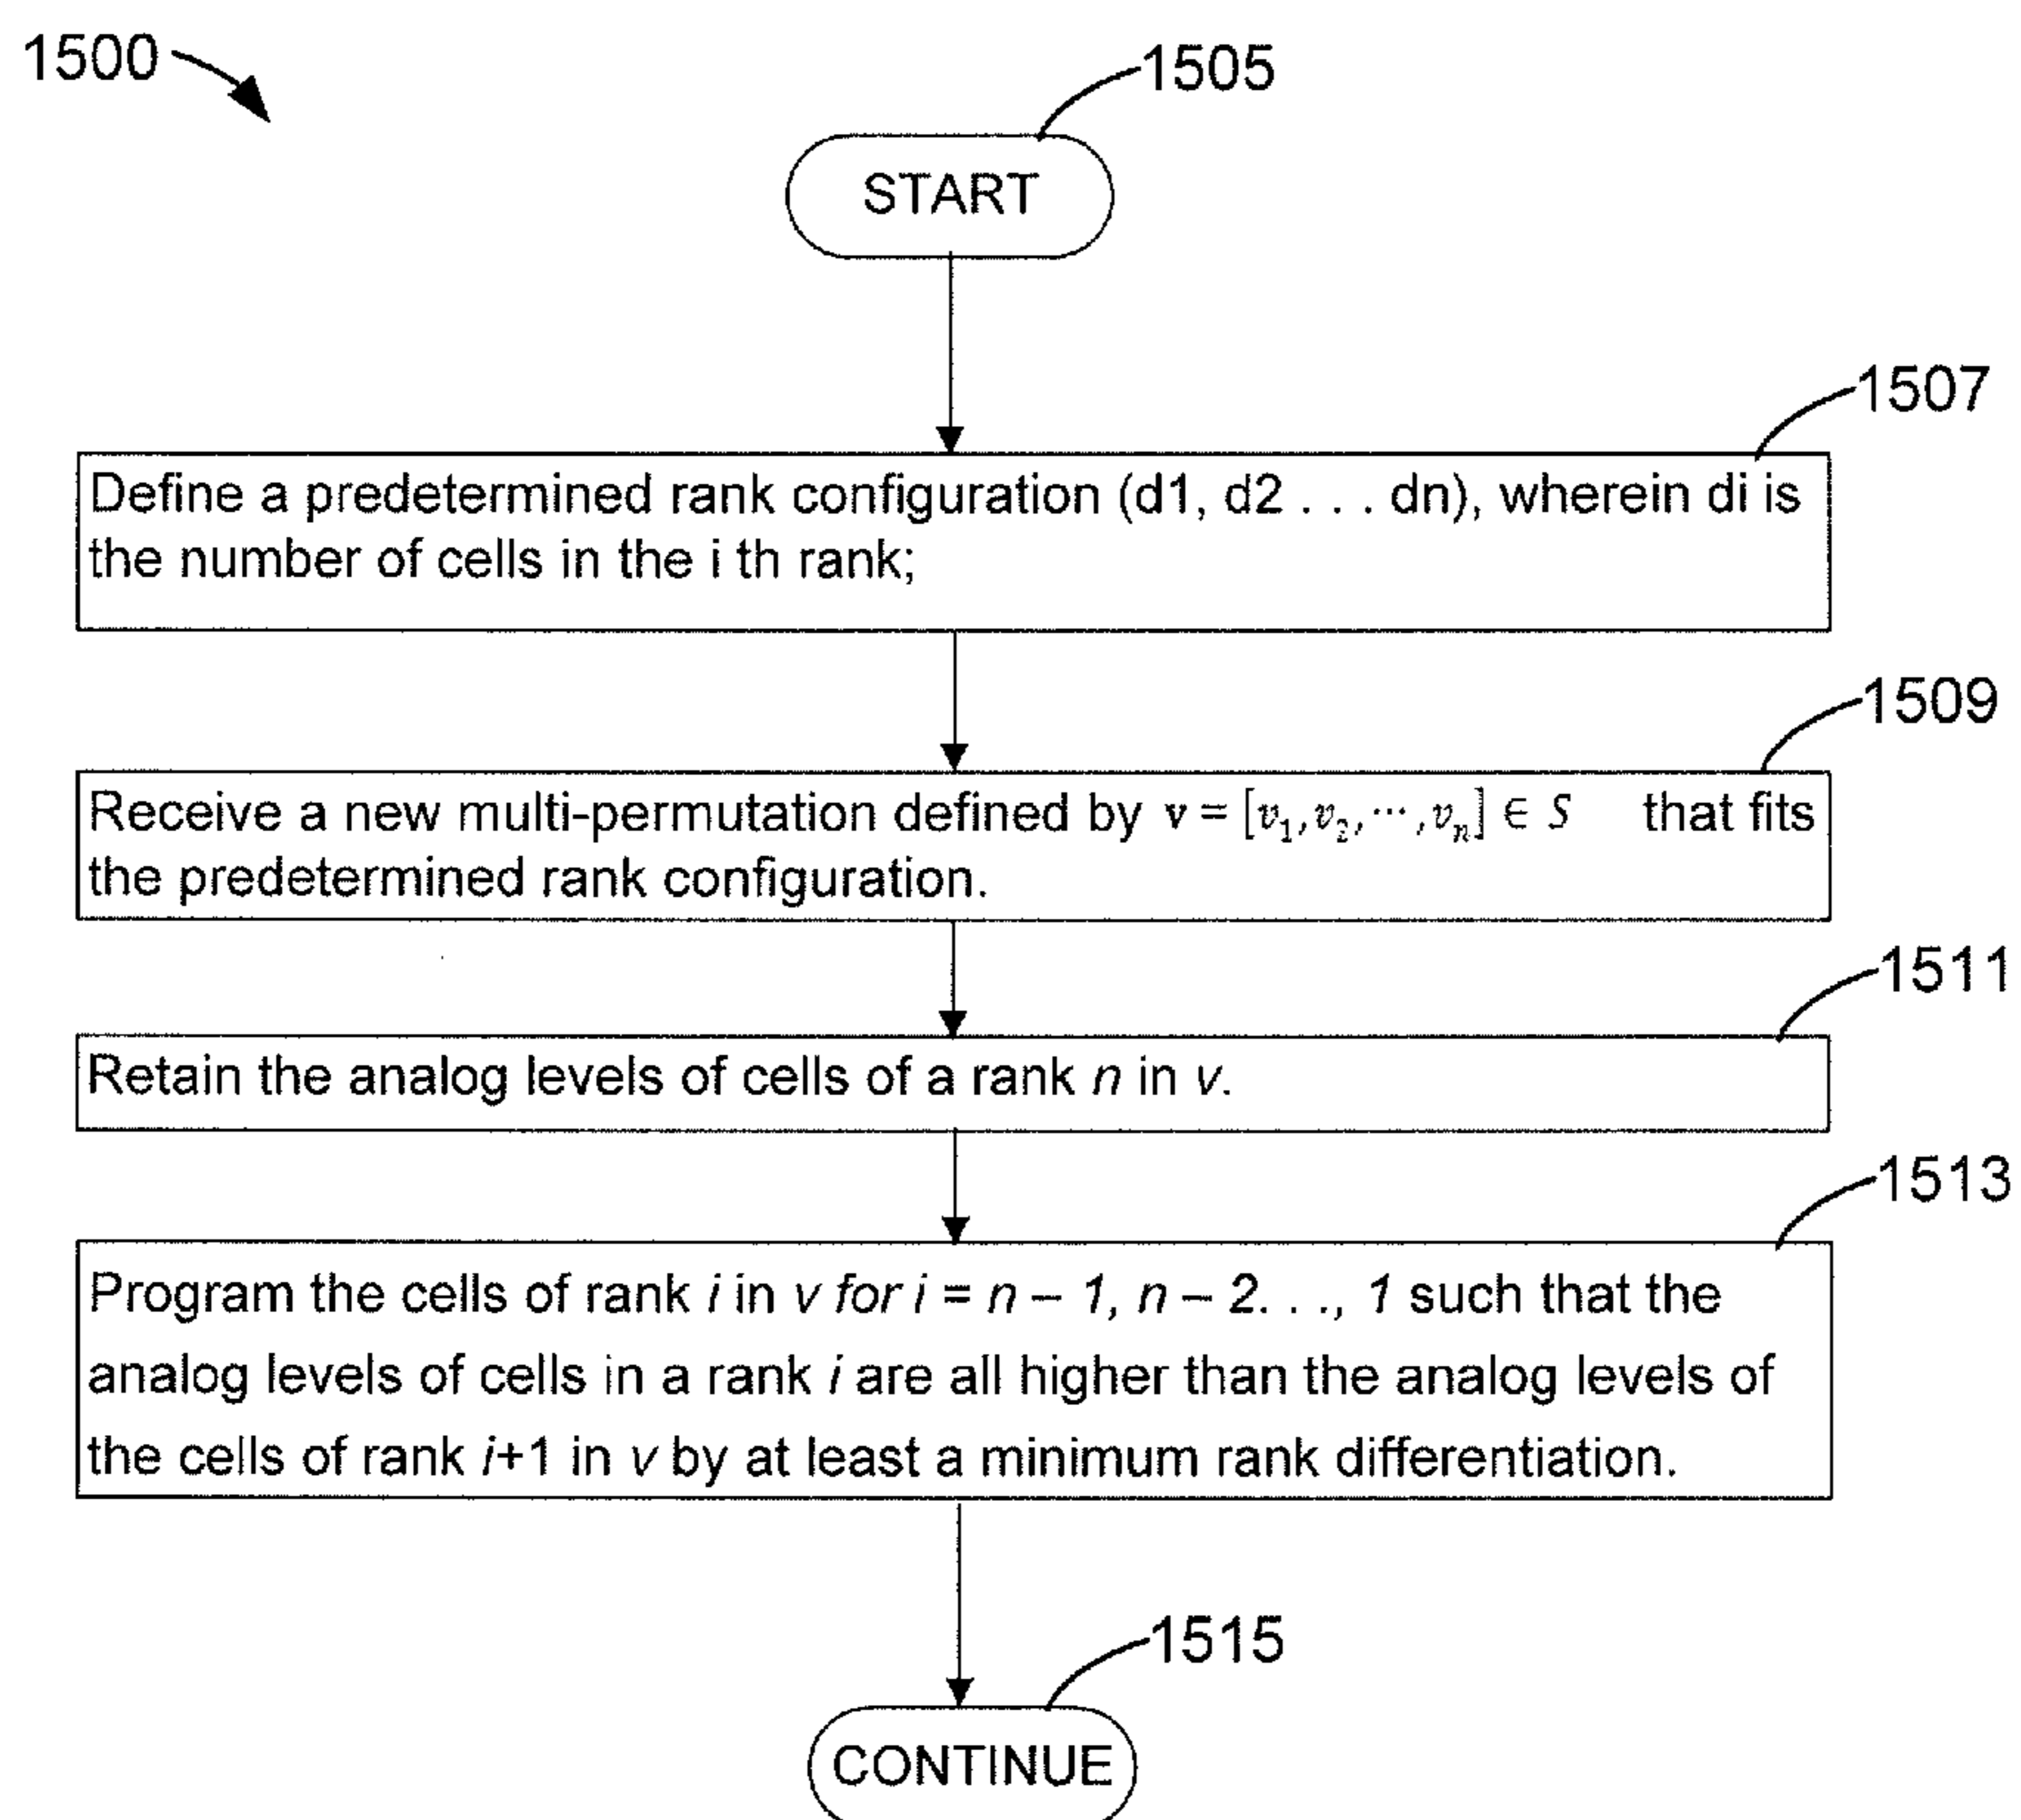 1500
1505
START
1507
Define a predetermined rank configuration (d1, d2 . . . dn), wherein di is
the number of cells in the i th rank;
1509
Receive a new multi-permutation defined by v = [v₁,v₂,⋯,vₙ] ∈ S that fits
the predetermined rank configuration.
1511
Retain the analog levels of cells of a rank n in v.
1513
Program the cells of rank i in v for i = n – 1, n – 2. . ., 1 such that the
analog levels of cells in a rank i are all higher than the analog levels of
the cells of rank i+1 in v by at least a minimum rank differentiation.
1515
CONTINUE